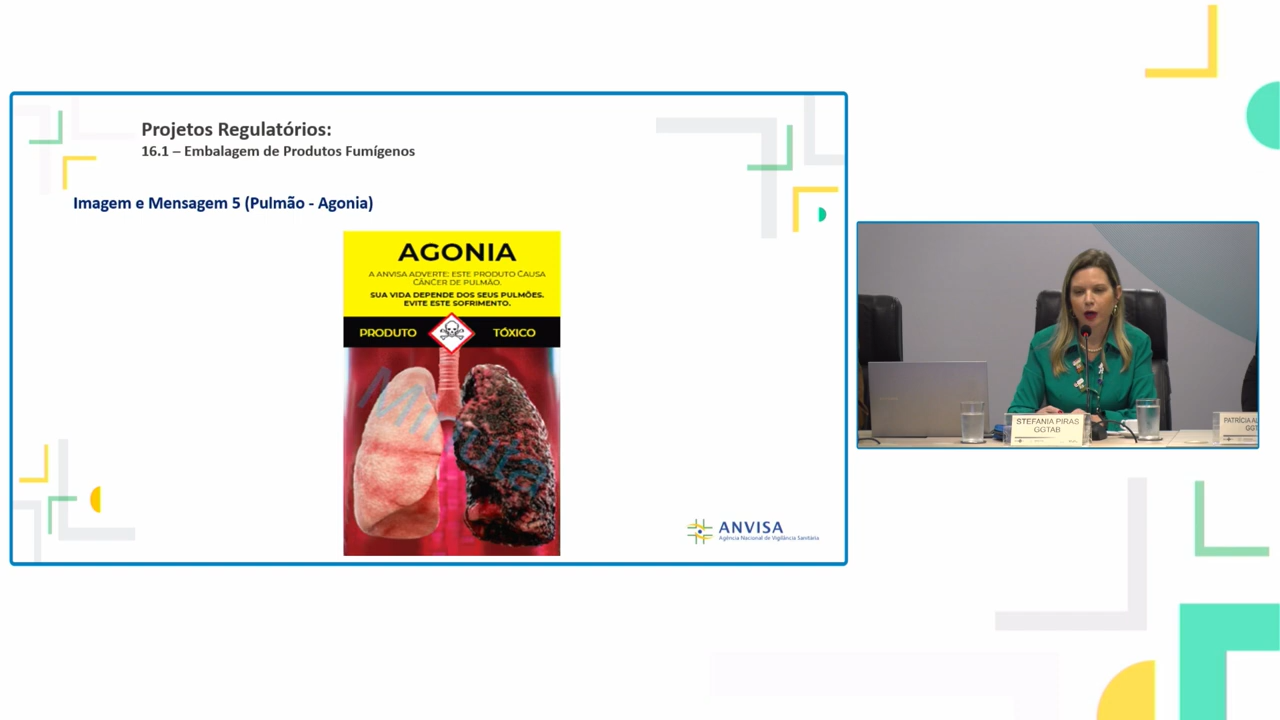 Projetos Regulatórios:
16.1 – Embalagem de Produtos Fumígenos
Imagem e Mensagem 5 (Pulmão - Agonia)
AGONIA
A ANVISA ADVERTE: ESTE PRODUTO CAUSA
CÂNCER DE PULMÃO.
SUA VIDA DEPENDE DOS SEUS PULMÕES.
EVITE ESTE SOFRIMENTO.
PRODUTO TÓXICO
Minuta
ANVISA
Agência Nacional de Vigilância Sanitária
STEFANIA PIRAS
GGTAB
PATRÍCIA AL
GGT